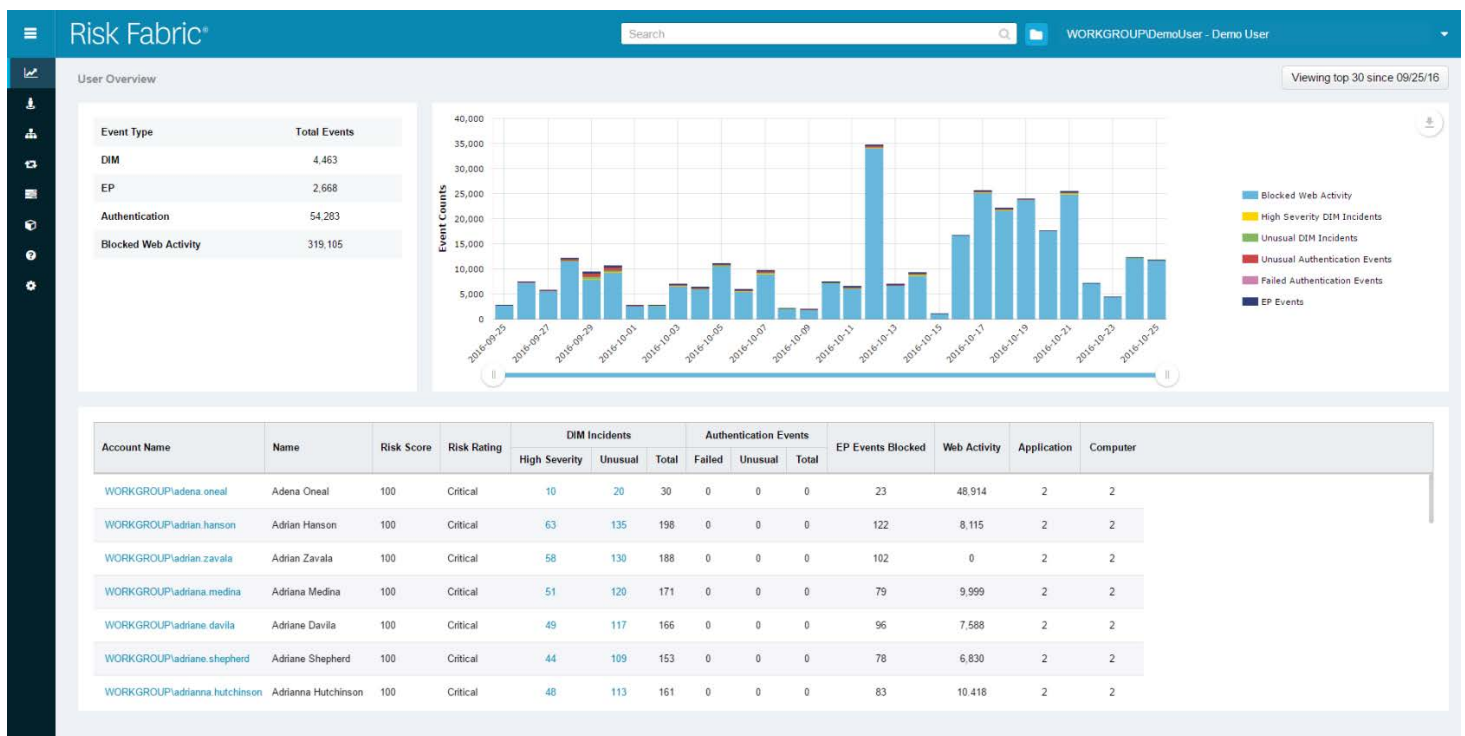 Risk Fabric®
Search
WORKGROUP\DemoUser - Demo User
User Overview
Viewing top 30 since 09/25/16
Event Type Total Events
DIM 4,463
EP 2,668
Authentication 54,283
Blocked Web Activity 319,105
Event Counts
40,000
35,000
30,000
25,000
20,000
15,000
10,000
5,000
0
2016-09-25 2016-09-27 2016-09-29 2016-10-01 2016-10-03 2016-10-05 2016-10-07 2016-10-09 2016-10-11 2016-10-13 2016-10-15 2016-10-17 2016-10-19 2016-10-21 2016-10-23 2016-10-25
Blocked Web Activity
High Severity DIM Incidents
Unusual DIM Incidents
Unusual Authentication Events
Failed Authentication Events
EP Events
Account Name Name Risk Score Risk Rating DIM Incidents Authentication Events EP Events Blocked Web Activity Application Computer
High Severity Unusual Total Failed Unusual Total
WORKGROUP\adena.oneal Adena Oneal 100 Critical 10 20 30 0 0 0 23 48,914 2 2
WORKGROUP\adrian.hanson Adrian Hanson 100 Critical 63 135 198 0 0 0 122 8,115 2 2
WORKGROUP\adrian.zavala Adrian Zavala 100 Critical 58 130 188 0 0 0 102 0 2 2
WORKGROUP\adriana.medina Adriana Medina 100 Critical 51 120 171 0 0 0 79 9,999 2 2
WORKGROUP\adriane.davila Adriane Davila 100 Critical 49 117 166 0 0 0 96 7,588 2 2
WORKGROUP\adriane.shepherd Adriane Shepherd 100 Critical 44 109 153 0 0 0 78 6,830 2 2
WORKGROUP\adrianna.hutchinson Adrianna Hutchinson 100 Critical 48 113 161 0 0 0 83 10,418 2 2